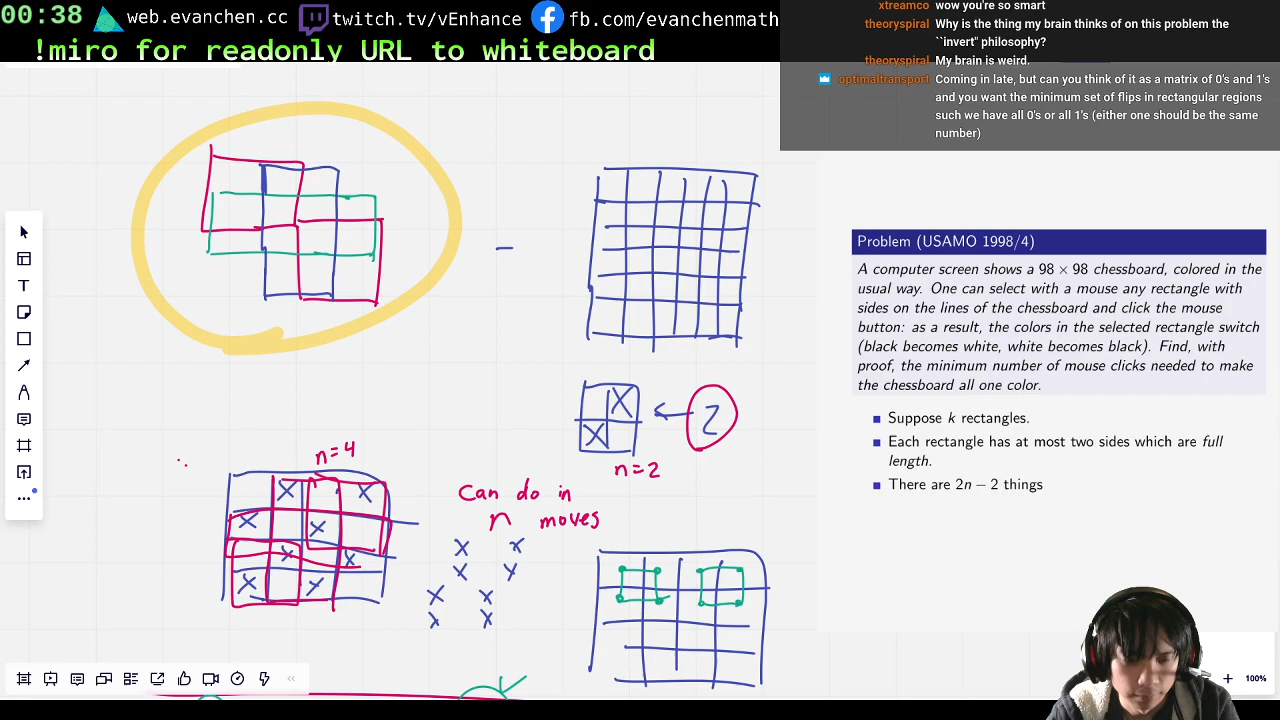 00:38 web.evanchen.cc twitch.tv/vEnhance fb.com/evanchenmath
!miro for readonly URL to whiteboard
xtreamco wow you're so smart
theoryspiral Why is the thing my brain thinks of on this problem the
``invert" philosophy?
theoryspiral My brain is weird.
optimaltransport Coming in late, but can you think of it as a matrix of 0's and 1's
and you want the minimum set of flips in rectangular regions
such we have all 0's or all 1's (either one should be the same
number)
Problem (USAMO 1998/4)
A computer screen shows a 98 × 98 chessboard, colored in the
usual way. One can select with a mouse any rectangle with
sides on the lines of the chessboard and click the mouse
button: as a result, the colors in the selected rectangle switch
(black becomes white, white becomes black). Find, with
proof, the minimum number of mouse clicks needed to make
the chessboard all one color.
Suppose k rectangles.
Each rectangle has at most two sides which are full
length.
There are 2n − 2 things
X
X
2
n=2
n=4
X X
X X
X X
X X
Can do in
n moves
X X
X X
X X
X X
T
100%